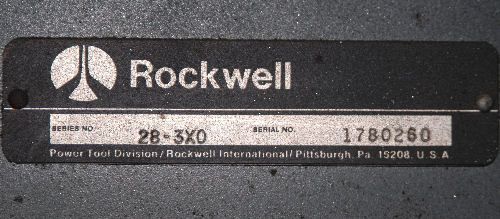 Rockwell
SERIES NO. 28-3X0 SERIAL NO. 1780260
Power Tool Division / Rockwell International / Pittsburgh, Pa. 15208, U.S.A